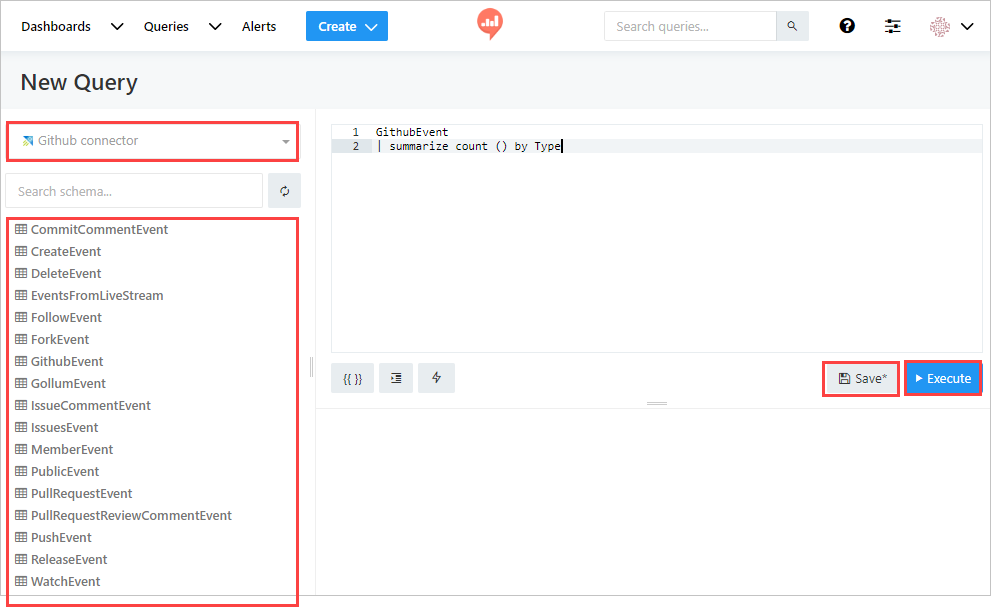 Dashboards Queries Alerts Create Search queries...
New Query
Github connector
Search schema...
CommitCommentEvent
CreateEvent
DeleteEvent
EventsFromLiveStream
FollowEvent
ForkEvent
GithubEvent
GollumEvent
IssueCommentEvent
IssuesEvent
MemberEvent
PublicEvent
PullRequestEvent
PullRequestReviewCommentEvent
PushEvent
ReleaseEvent
WatchEvent
1 GithubEvent
2 | summarize count () by Type
{{ }} Save* Execute